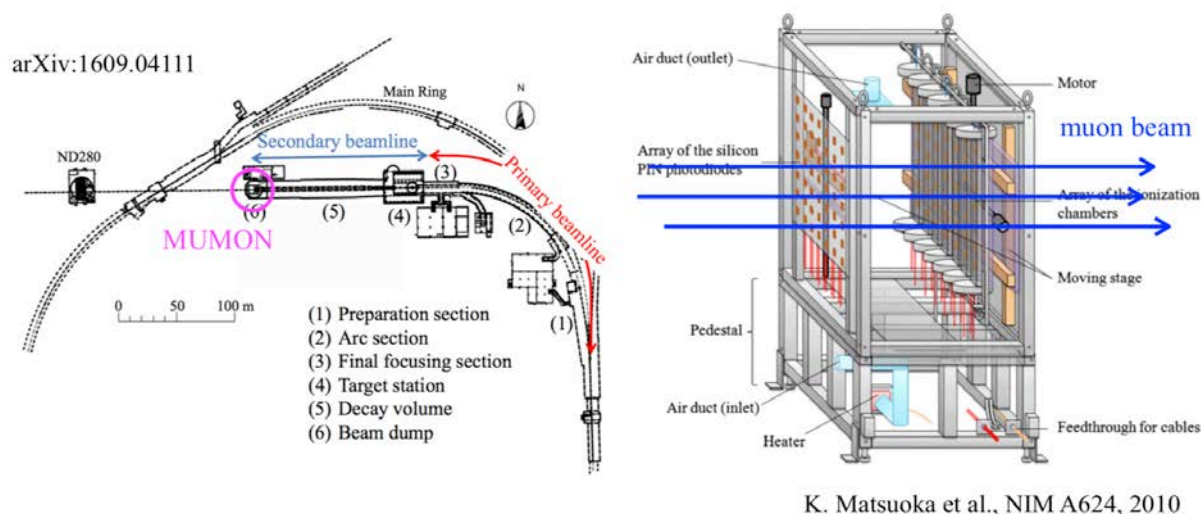 arXiv:1609.04111
Main Ring
N
Secondary beamline
Primary beamline
ND280
(3)
(6)
(5)
(4)
(2)
MUMON
(1)
0 50 100 m
(1) Preparation section
(2) Arc section
(3) Final focusing section
(4) Target station
(5) Decay volume
(6) Beam dump
Air duct (outlet)
Motor
muon beam
Array of the silicon
PIN photodiodes
Array of the ionization
chambers
Moving stage
Pedestal
Air duct (inlet)
Heater
Feedthrough for cables
K. Matsuoka et al., NIM A624, 2010